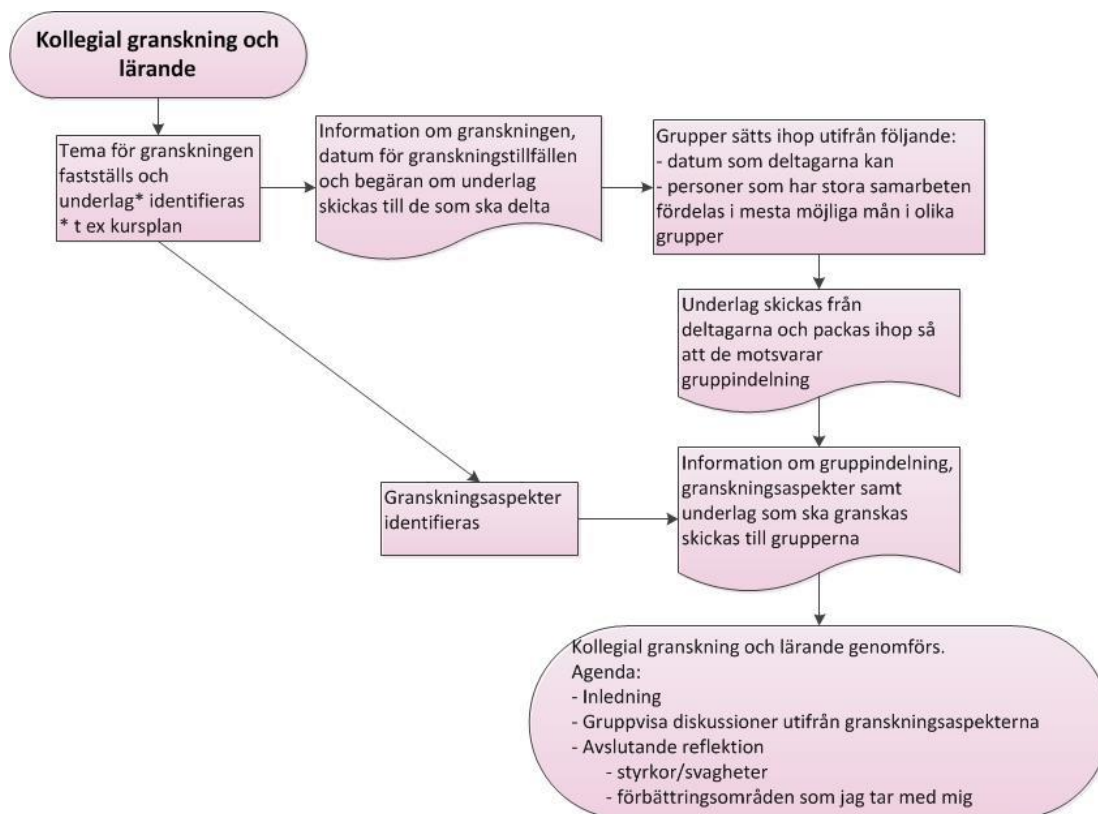 Kollegial granskning och
lärande
Tema för granskningen
fastställs och
underlag* identifieras
* t ex kursplan
Information om granskningen,
datum för granskningstillfällen
och begäran om underlag
skickas till de som ska delta
Grupper sätts ihop utifrån följande:
- datum som deltagarna kan
- personer som har stora samarbeten
fördelas i mesta möjliga mån i olika
grupper
Underlag skickas från
deltagarna och packas ihop så
att de motsvarar
gruppindelning
Granskningsaspekter
identifieras
Information om gruppindelning,
granskningsaspekter samt
underlag som ska granskas
skickas till grupperna
Kollegial granskning och lärande genomförs.
Agenda:
- Inledning
- Gruppvisa diskussioner utifrån granskningsaspekterna
- Avslutande reflektion
- styrkor/svagheter
- förbättringsområden som jag tar med mig